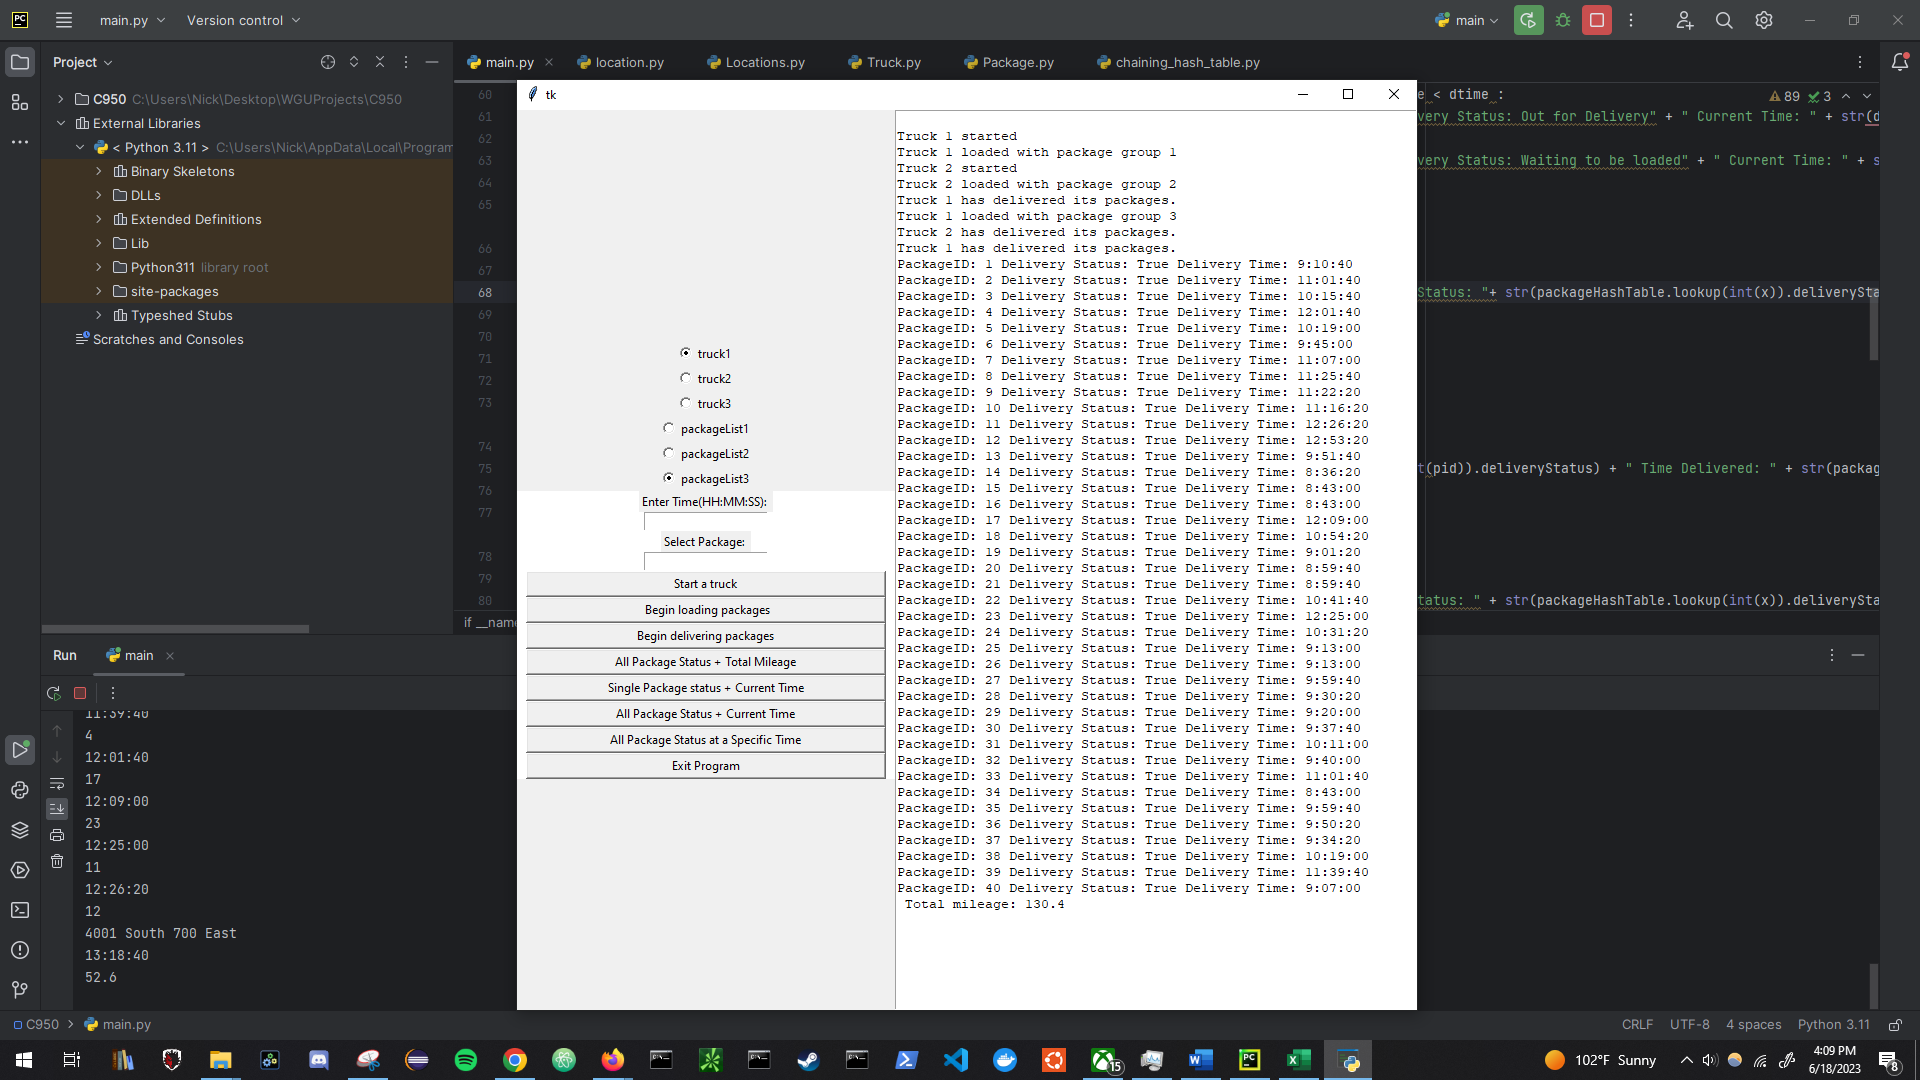 main.py
Version control
main
Project
main.py
location.py
Locations.py
Truck.py
Package.py
chaining_hash_table.py
C950 C:\Users\Nick\Desktop\WGUProjects\C950
External Libraries
< Python 3.11 > C:\Users\Nick\AppData\Local\Program
Binary Skeletons
DLLs
Extended Definitions
Lib
Python311 library root
site-packages
Typeshed Stubs
Scratches and Consoles
60
61
62
63
64
65
66
67
68
69
70
71
72
73
74
75
76
77
78
79
80
if __name
tk
truck1
truck2
truck3
packageList1
packageList2
packageList3
Enter Time(HH:MM:SS):
Select Package:
Start a truck
Begin loading packages
Begin delivering packages
All Package Status + Total Mileage
Single Package status + Current Time
All Package Status + Current Time
All Package Status at a Specific Time
Exit Program
Truck 1 started
Truck 1 loaded with package group 1
Truck 2 started
Truck 2 loaded with package group 2
Truck 1 has delivered its packages.
Truck 1 loaded with package group 3
Truck 2 has delivered its packages.
Truck 1 has delivered its packages.
PackageID: 1 Delivery Status: True Delivery Time: 9:10:40
PackageID: 2 Delivery Status: True Delivery Time: 11:01:40
PackageID: 3 Delivery Status: True Delivery Time: 10:15:40
PackageID: 4 Delivery Status: True Delivery Time: 12:01:40
PackageID: 5 Delivery Status: True Delivery Time: 10:19:00
PackageID: 6 Delivery Status: True Delivery Time: 9:45:00
PackageID: 7 Delivery Status: True Delivery Time: 11:07:00
PackageID: 8 Delivery Status: True Delivery Time: 11:25:40
PackageID: 9 Delivery Status: True Delivery Time: 11:22:20
PackageID: 10 Delivery Status: True Delivery Time: 11:16:20
PackageID: 11 Delivery Status: True Delivery Time: 12:26:20
PackageID: 12 Delivery Status: True Delivery Time: 12:53:20
PackageID: 13 Delivery Status: True Delivery Time: 9:51:40
PackageID: 14 Delivery Status: True Delivery Time: 8:36:20
PackageID: 15 Delivery Status: True Delivery Time: 8:43:00
PackageID: 16 Delivery Status: True Delivery Time: 8:43:00
PackageID: 17 Delivery Status: True Delivery Time: 12:09:00
PackageID: 18 Delivery Status: True Delivery Time: 10:54:20
PackageID: 19 Delivery Status: True Delivery Time: 9:01:20
PackageID: 20 Delivery Status: True Delivery Time: 8:59:40
PackageID: 21 Delivery Status: True Delivery Time: 8:59:40
PackageID: 22 Delivery Status: True Delivery Time: 10:41:40
PackageID: 23 Delivery Status: True Delivery Time: 12:25:00
PackageID: 24 Delivery Status: True Delivery Time: 10:31:20
PackageID: 25 Delivery Status: True Delivery Time: 9:13:00
PackageID: 26 Delivery Status: True Delivery Time: 9:13:00
PackageID: 27 Delivery Status: True Delivery Time: 9:59:40
PackageID: 28 Delivery Status: True Delivery Time: 9:30:20
PackageID: 29 Delivery Status: True Delivery Time: 9:20:00
PackageID: 30 Delivery Status: True Delivery Time: 9:37:40
PackageID: 31 Delivery Status: True Delivery Time: 10:11:00
PackageID: 32 Delivery Status: True Delivery Time: 9:40:00
PackageID: 33 Delivery Status: True Delivery Time: 11:01:40
PackageID: 34 Delivery Status: True Delivery Time: 8:43:00
PackageID: 35 Delivery Status: True Delivery Time: 9:59:40
PackageID: 36 Delivery Status: True Delivery Time: 9:50:20
PackageID: 37 Delivery Status: True Delivery Time: 9:34:20
PackageID: 38 Delivery Status: True Delivery Time: 10:19:00
PackageID: 39 Delivery Status: True Delivery Time: 11:39:40
PackageID: 40 Delivery Status: True Delivery Time: 9:07:00
Total mileage: 130.4
e < dtime :
89 3
very Status: Out for Delivery" + " Current Time: " + str(d
ery Status: Waiting to be loaded" + " Current Time: " + s
Status: "+ str(packageHashTable.lookup(int(x)).deliverySta
t(pid)).deliveryStatus) + " Time Delivered: " + str(packag
tatus: " + str(packageHashTable.lookup(int(x)).deliverySta
Run
main
11:39:40
4
12:01:40
17
12:09:00
23
12:25:00
11
12:26:20
12
4001 South 700 East
13:18:40
52.6
C950
main.py
CRLF UTF-8 4 spaces Python 3.11
15
102°F Sunny
4:09 PM
6/18/2023
8